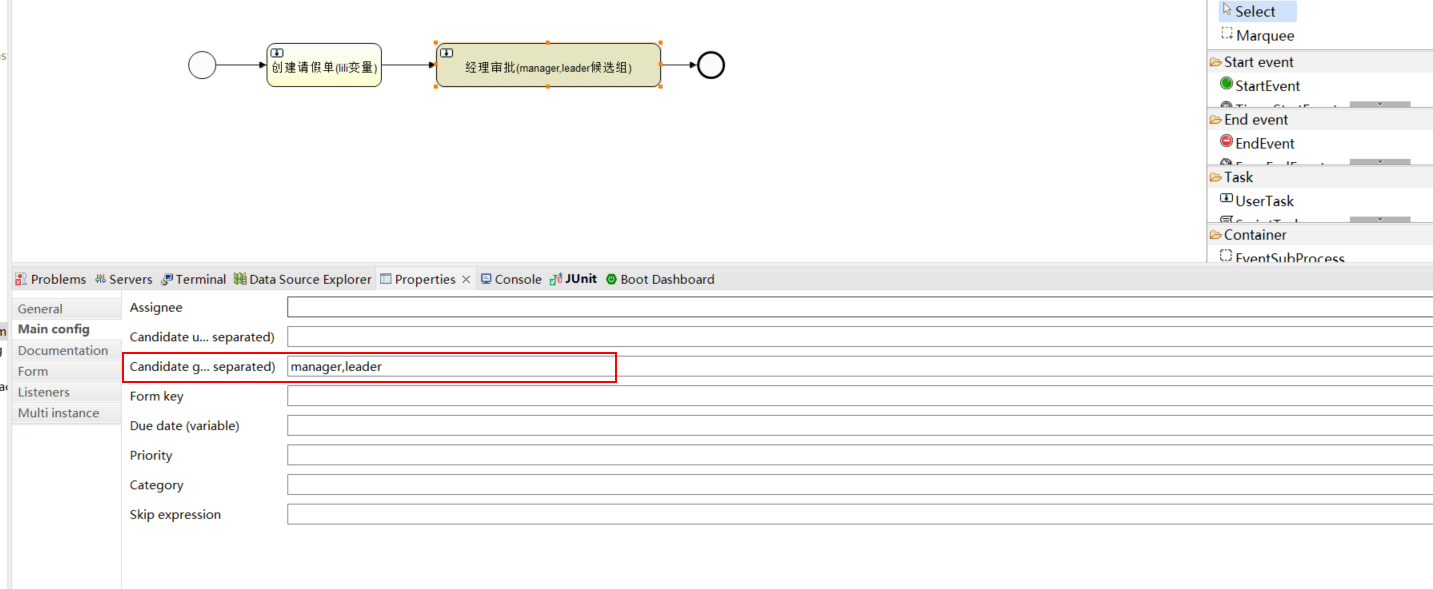 创建请假单(lili变量)
经理审批(manager,leader候选组)
Select
Marquee
Start event
StartEvent
End event
EndEvent
Task
UserTask
Container
EventSubProcess
Problems
Servers
Terminal
Data Source Explorer
Properties
Console
JUnit
Boot Dashboard
General
Main config
Documentation
Form
Listeners
Multi instance
Assignee
Candidate u... separated)
Candidate g... separated) manager,leader
Form key
Due date (variable)
Priority
Category
Skip expression